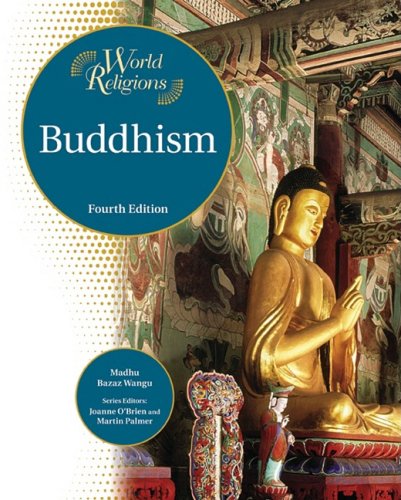 World
Religions
Buddhism
Fourth Edition
Madhu
Bazaz Wangu
Series Editors:
Joanne O'Brien and
Martin Palmer